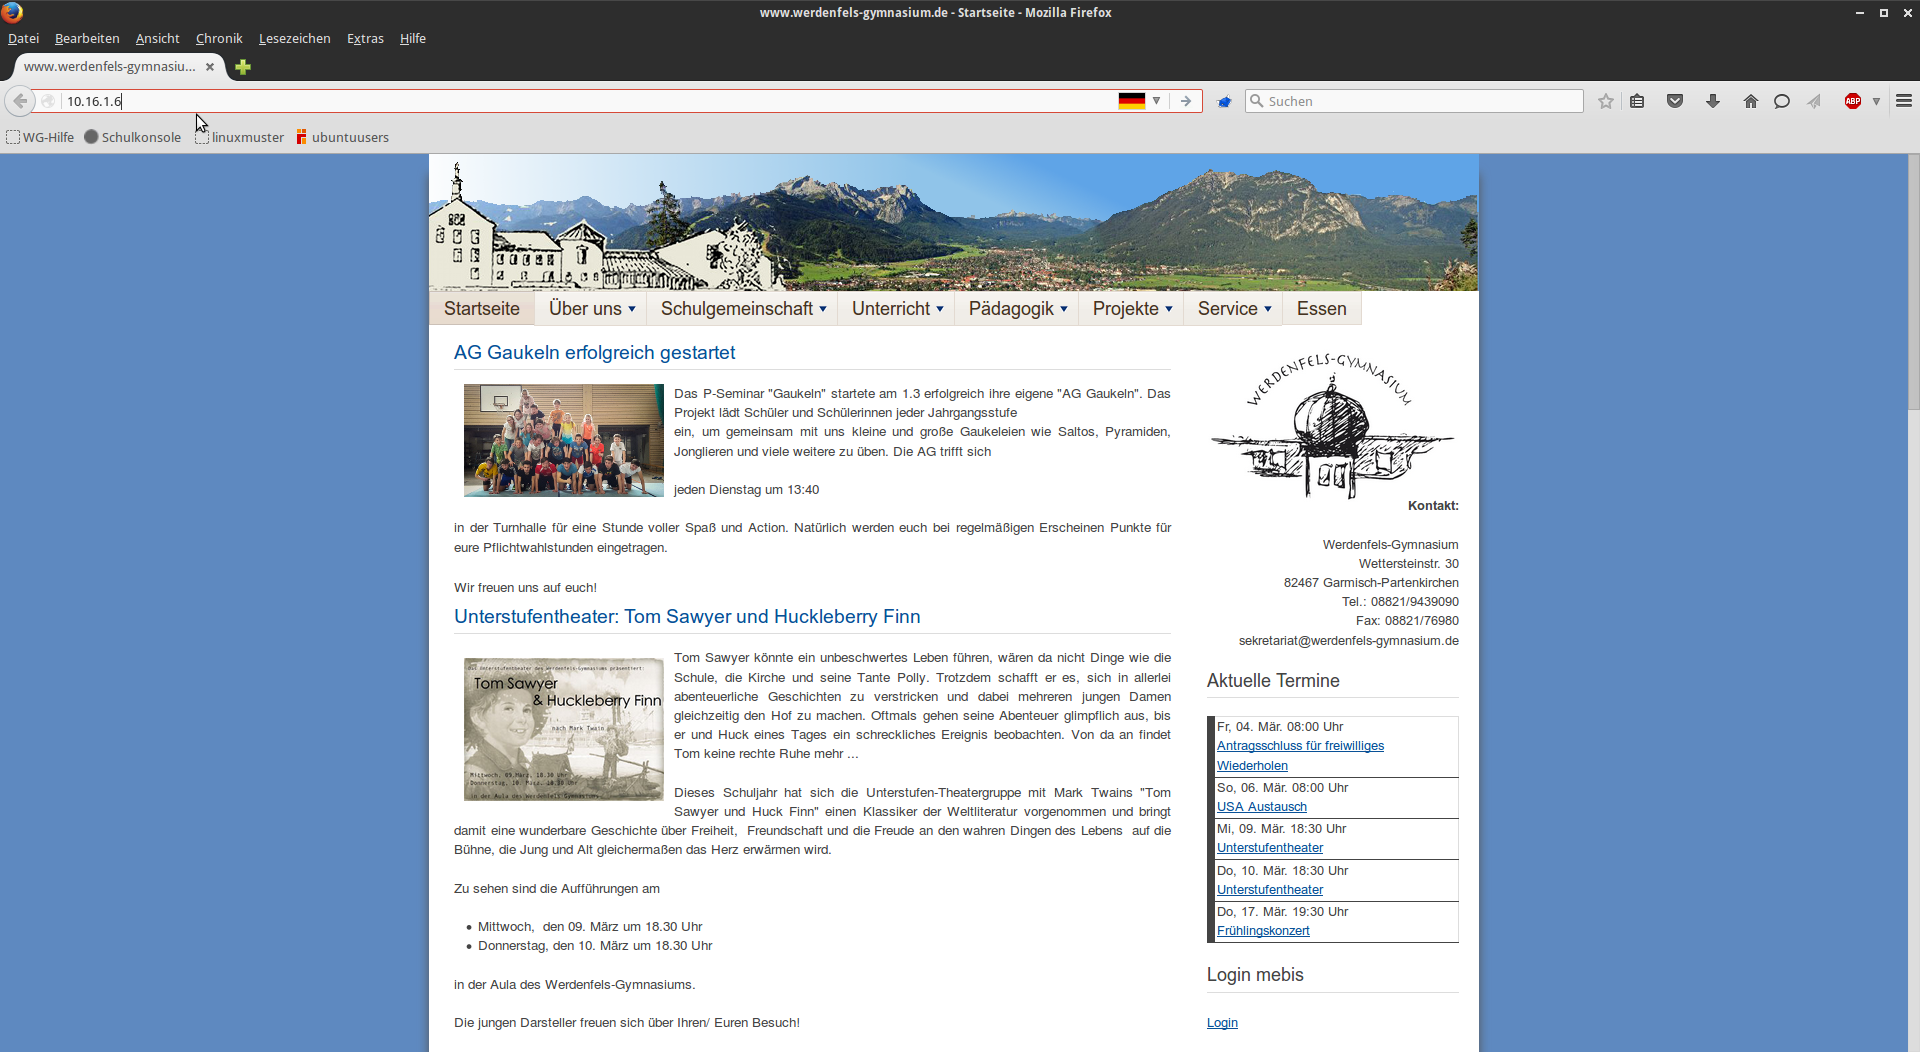 www.werdenfels-gymnasium.de - Startseite - Mozilla Firefox
Datei Bearbeiten Ansicht Chronik Lesezeichen Extras Hilfe
www.werdenfels-gymnasiu...
10.16.1.6
Suchen
ABP
WG-Hilfe Schulkonsole linuxmuster ubuntuusers
Startseite Über uns Schulgemeinschaft Unterricht Pädagogik Projekte Service Essen
AG Gaukeln erfolgreich gestartet
Das P-Seminar "Gaukeln" startete am 1.3 erfolgreich ihre eigene "AG Gaukeln". Das
Projekt lädt Schüler und Schülerinnen jeder Jahrgangsstufe
ein, um gemeinsam mit uns kleine und große Gaukeleien wie Saltos, Pyramiden,
Jonglieren und viele weitere zu üben. Die AG trifft sich
jeden Dienstag um 13:40
in der Turnhalle für eine Stunde voller Spaß und Action. Natürlich werden euch bei regelmäßigen Erscheinen Punkte für
eure Pflichtwahlstunden eingetragen.
Wir freuen uns auf euch!
Unterstufentheater: Tom Sawyer und Huckleberry Finn
Das Unterstufentheater des Werdenfels-Gymnasiums präsentiert:
Tom Sawyer
& Huckleberry Finn
nach Mark Twain
Mittwoch, 09.März, 18.30 Uhr
Donnerstag, 10. März, 18.30 Uhr
in der Aula des Werdenfels-Gymnasiums
Tom Sawyer könnte ein unbeschwertes Leben führen, wären da nicht Dinge wie die
Schule, die Kirche und seine Tante Polly. Trotzdem schafft er es, sich in allerlei
abenteuerliche Geschichten zu verstricken und dabei mehreren jungen Damen
gleichzeitig den Hof zu machen. Oftmals gehen seine Abenteuer glimpflich aus, bis
er und Huck eines Tages ein schreckliches Ereignis beobachten. Von da an findet
Tom keine rechte Ruhe mehr ...
Dieses Schuljahr hat sich die Unterstufen-Theatergruppe mit Mark Twains "Tom
Sawyer und Huck Finn" einen Klassiker der Weltliteratur vorgenommen und bringt
damit eine wunderbare Geschichte über Freiheit, Freundschaft und die Freude an den wahren Dingen des Lebens auf die
Bühne, die Jung und Alt gleichermaßen das Herz erwärmen wird.
Zu sehen sind die Aufführungen am
• Mittwoch, den 09. März um 18.30 Uhr
• Donnerstag, den 10. März um 18.30 Uhr
in der Aula des Werdenfels-Gymnasiums.
Die jungen Darsteller freuen sich über Ihren/ Euren Besuch!
WERDENFELS-GYMNASIUM
Kontakt:
Werdenfels-Gymnasium
Wettersteinstr. 30
82467 Garmisch-Partenkirchen
Tel.: 08821/9439090
Fax: 08821/76980
sekretariat@werdenfels-gymnasium.de
Aktuelle Termine
Fr, 04. Mär. 08:00 Uhr
Antragsschluss für freiwilliges
Wiederholen
So, 06. Mär. 08:00 Uhr
USA Austausch
Mi, 09. Mär. 18:30 Uhr
Unterstufentheater
Do, 10. Mär. 18:30 Uhr
Unterstufentheater
Do, 17. Mär. 19:30 Uhr
Frühlingskonzert
Login mebis
Login